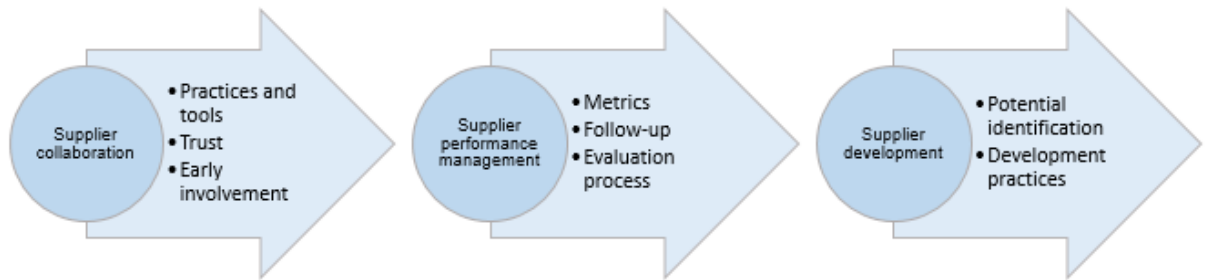 Supplier
collaboration
• Practices and
tools
• Trust
• Early
involvement
Supplier
performance
management
• Metrics
• Follow-up
• Evaluation
process
Supplier
development
• Potential
identification
• Development
practices